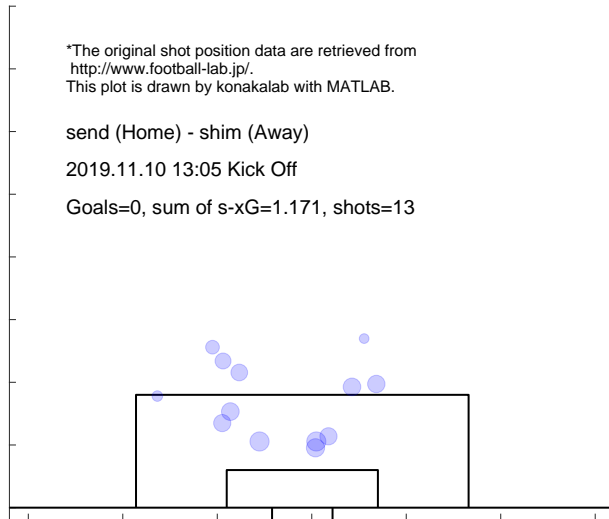 *The original shot position data are retrieved from
http://www.football-lab.jp/.
This plot is drawn by konakalab with MATLAB.
send (Home) - shim (Away)
2019.11.10 13:05 Kick Off
Goals=0, sum of s-xG=1.171, shots=13